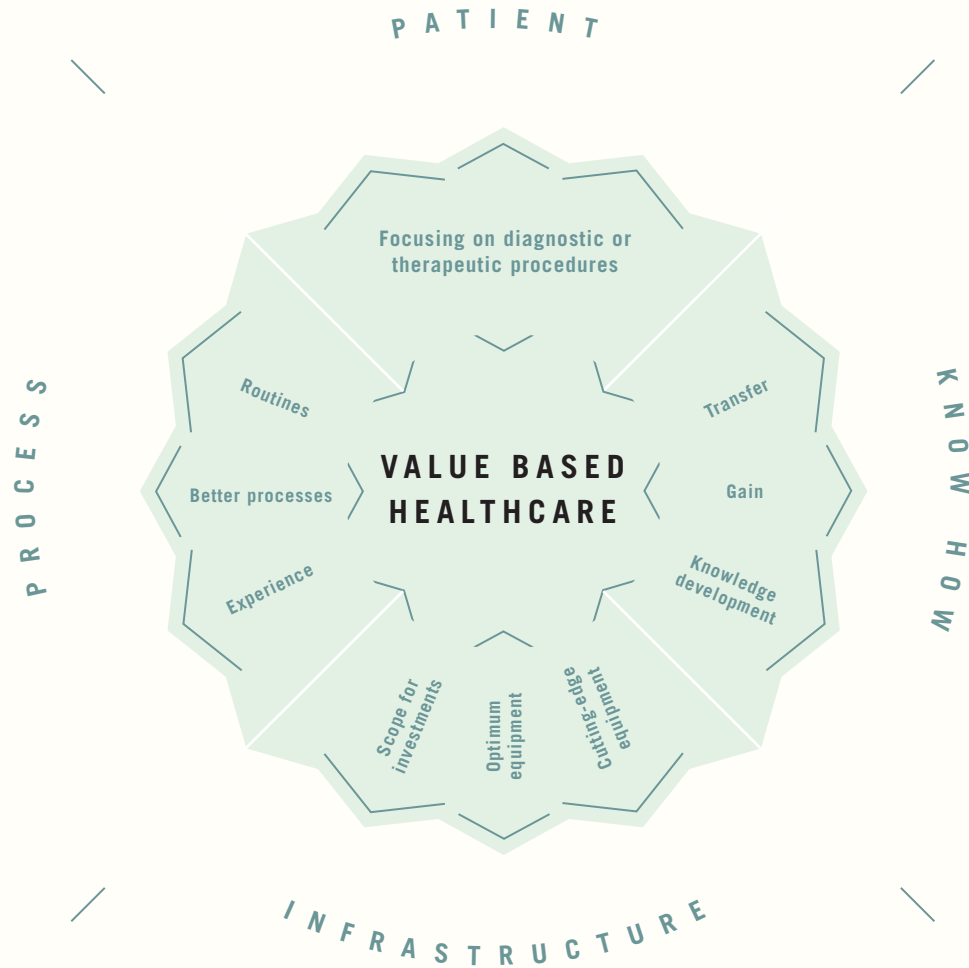 PATIENT
Focusing on diagnostic or
therapeutic procedures
PROCESS
Routines
Better processes
Experience
VALUE BASED
HEALTHCARE
KNOW HOW
Transfer
Gain
Knowledge
development
Scope for
investments
Optimum
equipment
Cutting-edge
equipment
INFRASTRUCTURE